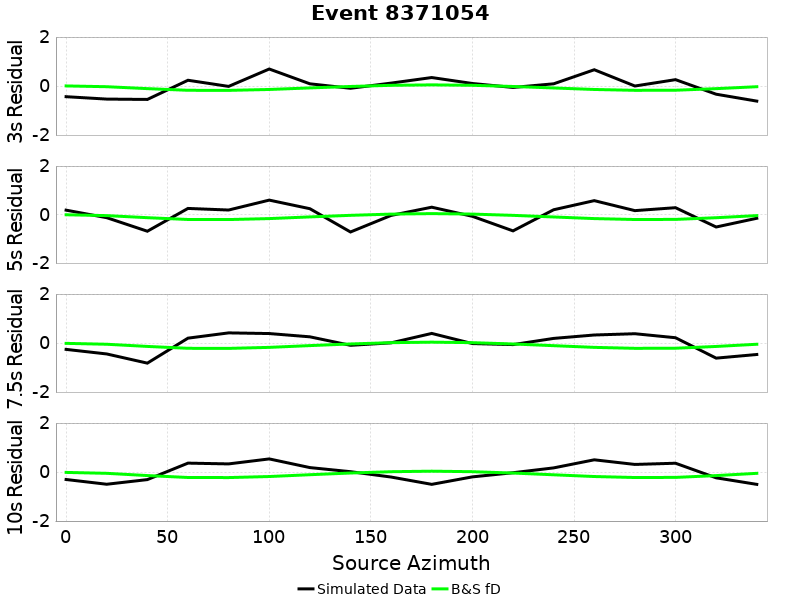 Event 8371054
3s Residual
2
0
-2
5s Residual
2
0
-2
7.5s Residual
2
0
-2
10s Residual
2
0
-2
0 50 100 150 200 250 300
Source Azimuth
Simulated Data B&S fD